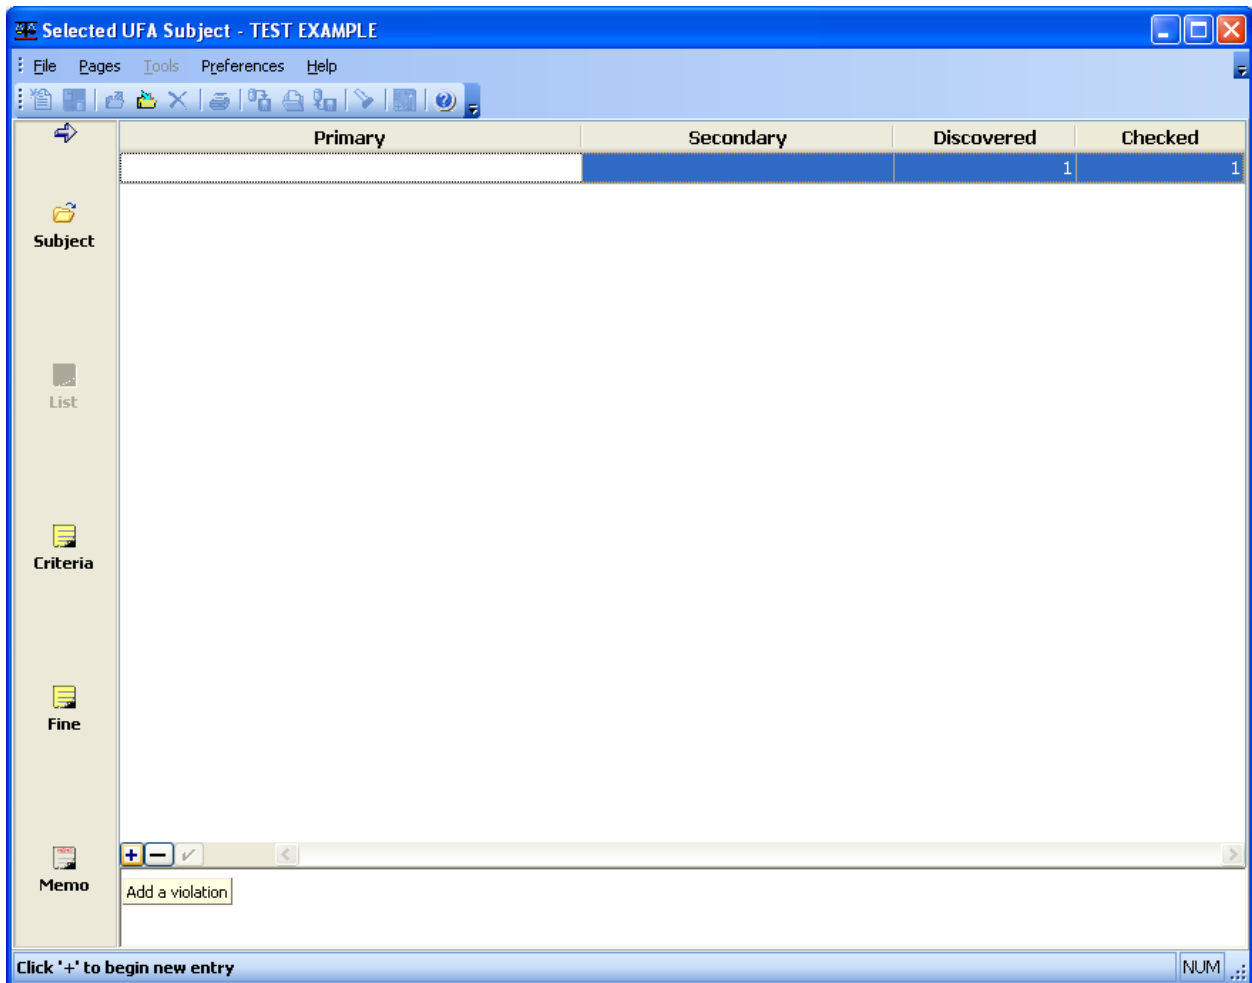 Selected UFA Subject - TEST EXAMPLE
File Pages Tools Preferences Help
Primary Secondary Discovered Checked
1 1
Subject
List
Criteria
Fine
Memo
Add a violation
Click '+' to begin new entry NUM